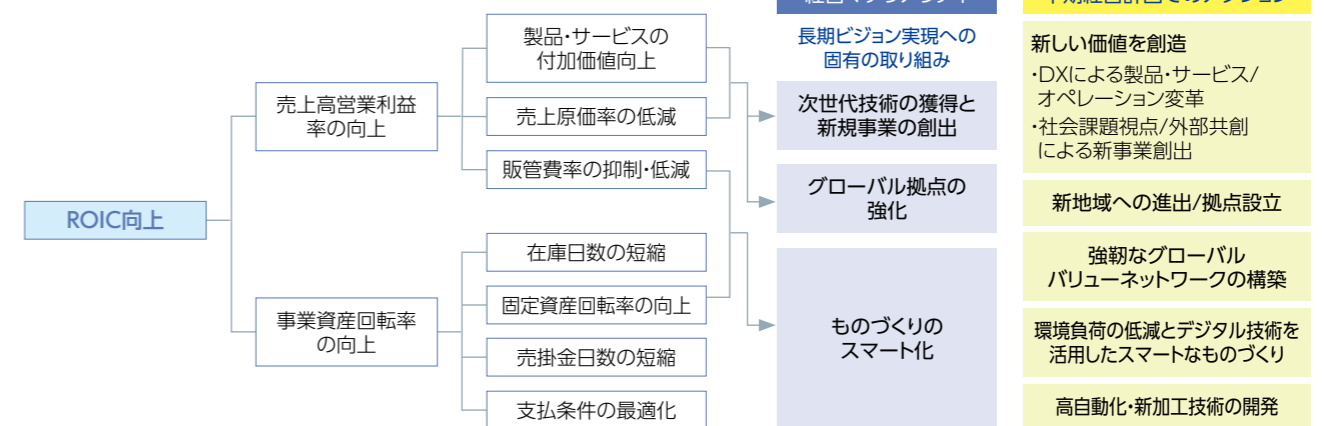 ROIC向上
売上高営業利益
率の向上
事業資産回転率
の向上
製品・サービスの
付加価値向上
売上原価率の低減
販管費率の抑制・低減
在庫日数の短縮
固定資産回転率の向上
売掛金日数の短縮
支払条件の最適化
長期ビジョン実現への
固有の取り組み
次世代技術の獲得と
新規事業の創出
グローバル拠点の
強化
ものづくりの
スマート化
新しい価値を創造
・DXによる製品・サービス/
オペレーション変革
・社会課題視点/外部共創
による新事業創出
新地域への進出/拠点設立
強靭なグローバル
バリューネットワークの構築
環境負荷の低減とデジタル技術を
活用したスマートなものづくり
高自動化・新加工技術の開発